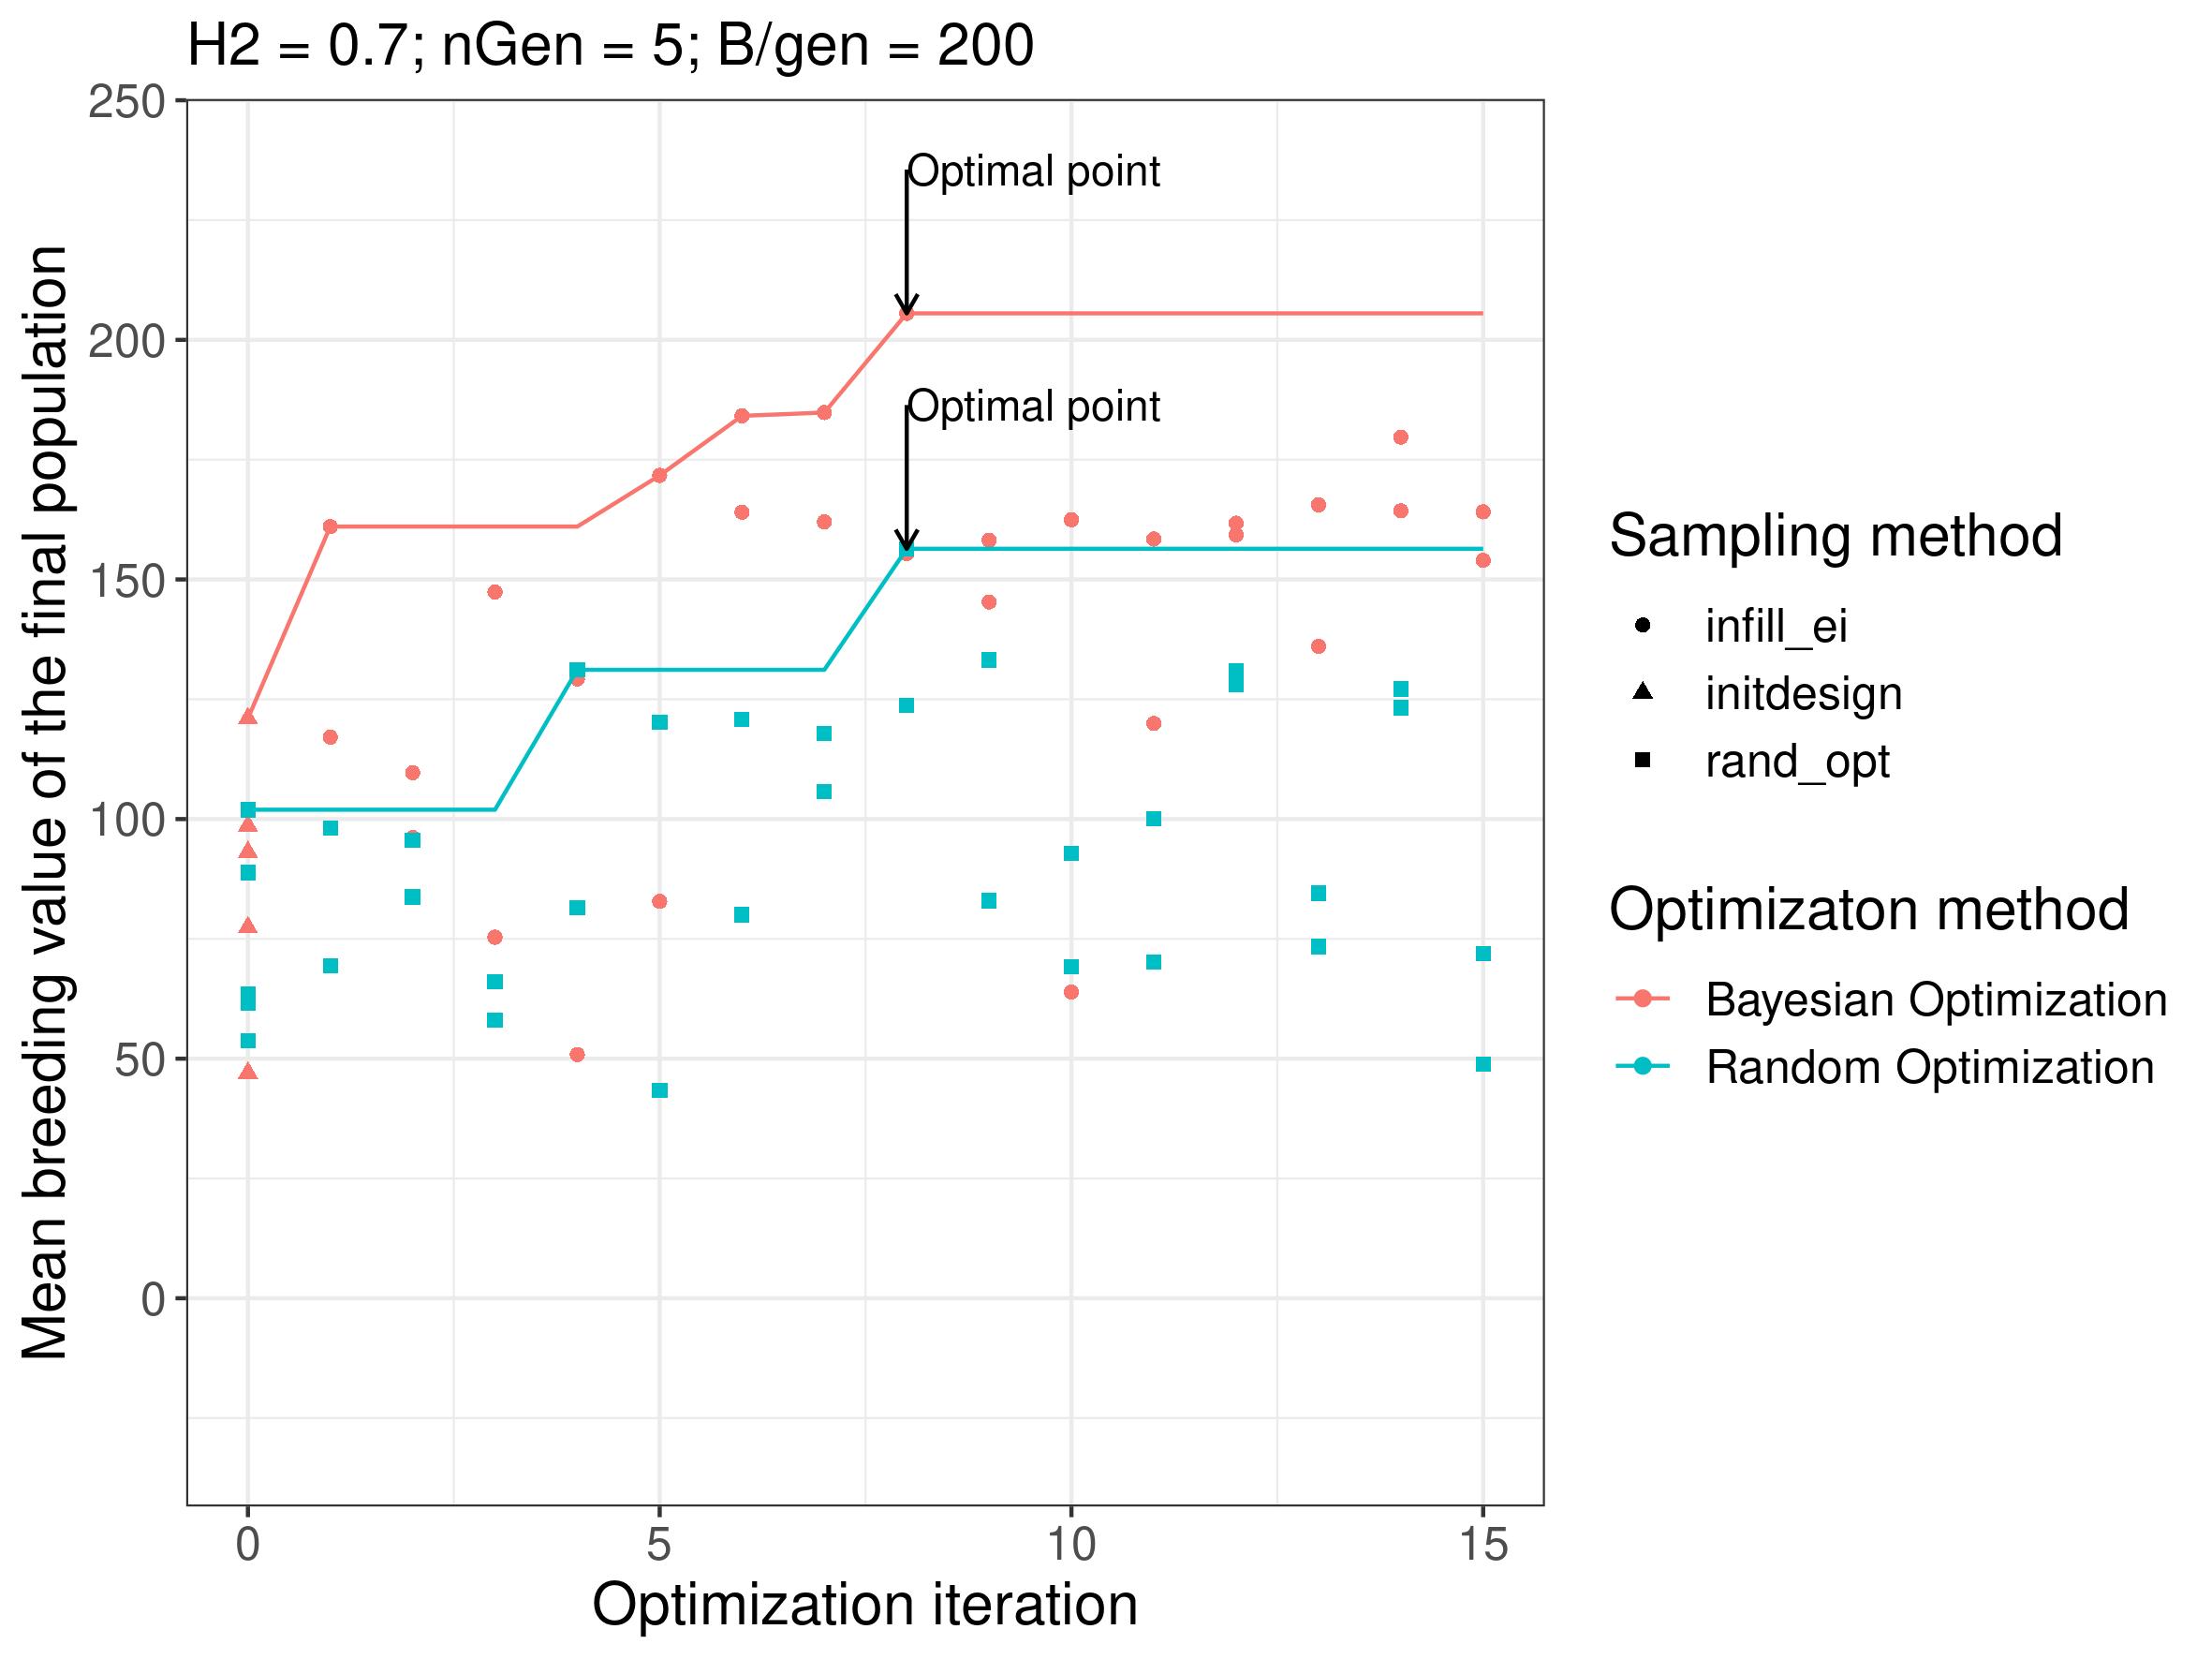 H2 = 0.7; nGen = 5; B/gen = 200
Mean breeding value of the final population
250
200
150
100
50
0
Optimal point
Optimal point
0 5 10 15
Optimization iteration
Sampling method
infill_ei
initdesign
rand_opt
Optimizaton method
Bayesian Optimization
Random Optimization